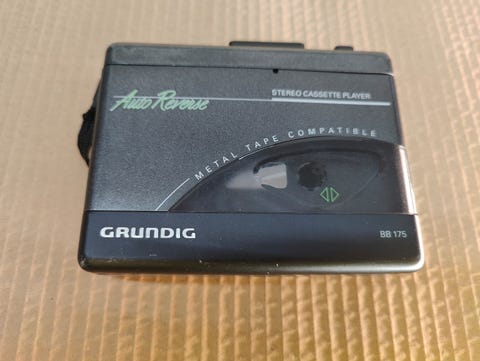 Auto Reverse
STEREO CASSETTE PLAYER
METAL TAPE COMPATIBLE
GRUNDIG
BB 175